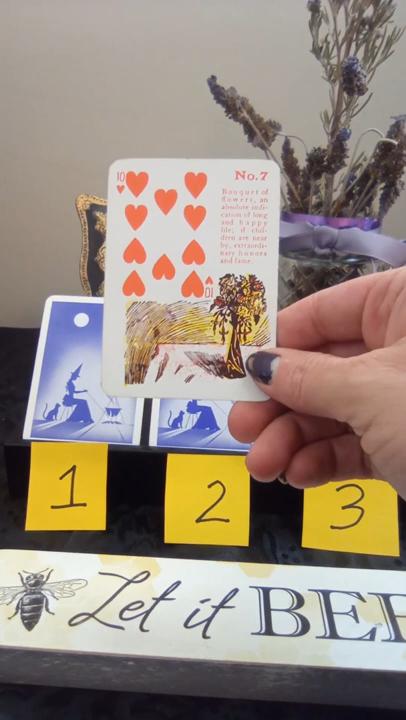 10
No.7
Bouquet of
flowers, an
absolute indi-
cation of long
and happy
life; if chil-
dren are near
by, extraordi-
nary honors
and fame.
10
1
2
3
Let it BEE